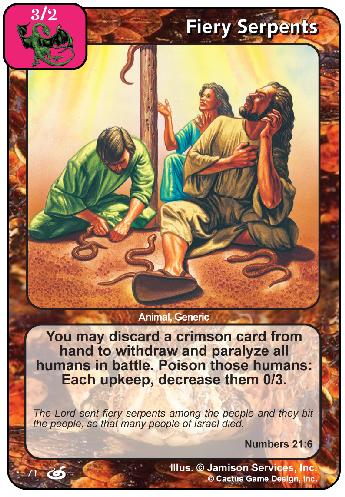 3/2
Fiery Serpents
Animal, Generic
You may discard a crimson card from
hand to withdraw and paralyze all
humans in battle. Poison those humans:
Each upkeep, decrease them 0/3.
The Lord sent fiery serpents among the people and they bit
the people, so that many people of Israel died.
Numbers 21:6
Illus. © Jamison Services, Inc.
© Cactus Game Design, Inc.